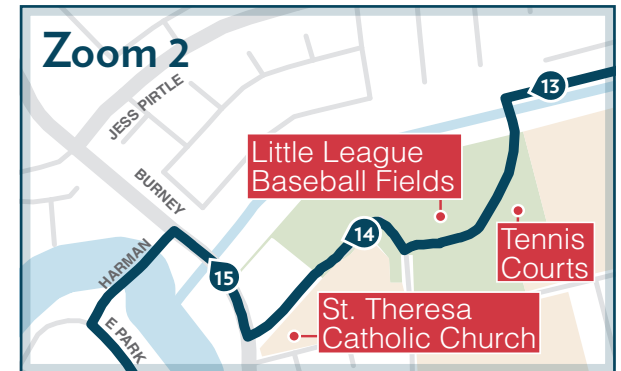 Zoom 2
JESS PIRTLE
13
Little League
Baseball Fields
BURNEY
14
Tennis
Courts
HARMAN
15
St. Theresa
Catholic Church
E PARK